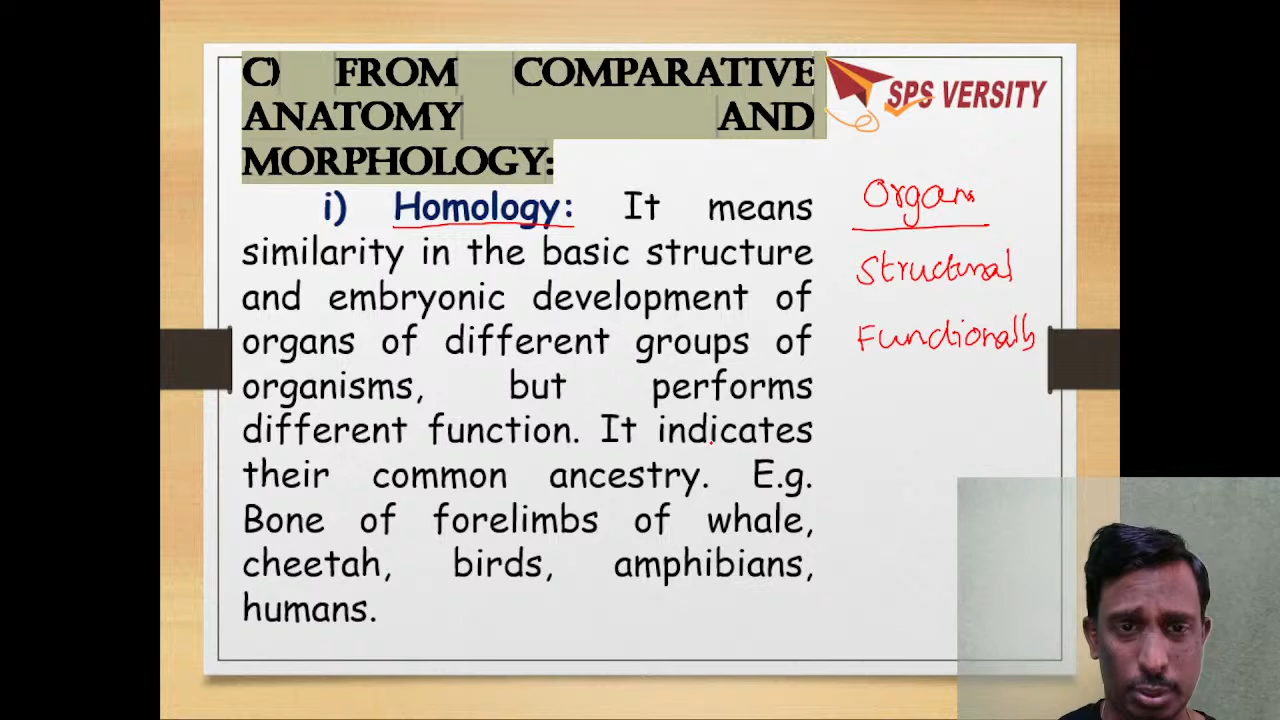 C) FROM COMPARATIVE
ANATOMY AND
MORPHOLOGY:
SPS VERSITY
i) Homology: It means
similarity in the basic structure
and embryonic development of
organs of different groups of
organisms, but performs
different function. It indicates
their common ancestry. E.g.
Bone of forelimbs of whale,
cheetah, birds, amphibians,
humans.
Organs
Structural
Functionally